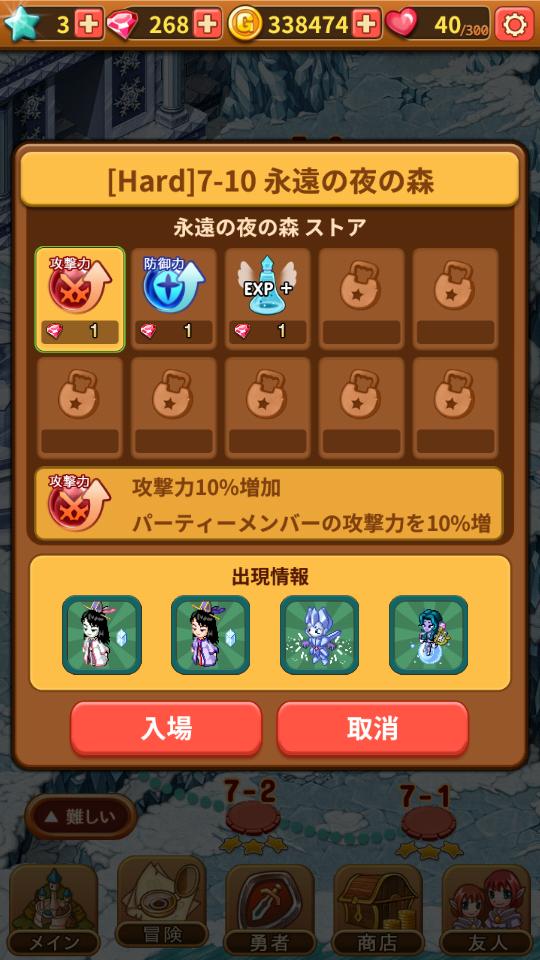 3
268
G
338474
40/300
[Hard]7-10 永遠の夜の森
永遠の夜の森 ストア
攻撃力
防御力
EXP +
1
1
1
攻撃力
攻撃力10%増加
パーティーメンバーの攻撃力を10%増
出現情報
入場
取消
7-2
7-1
▲ 難しい
メイン
冒険
勇者
商店
友人